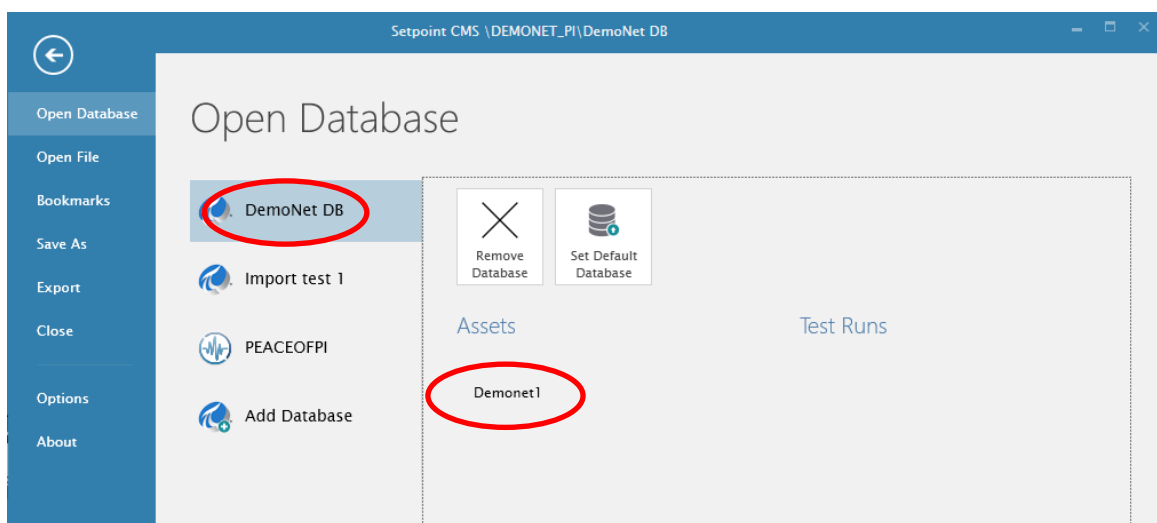 Setpoint CMS \DEMONET_PI\DemoNet DB
Open Database
Open File
Bookmarks
Save As
Export
Close
Options
About
Open Database
DemoNet DB
Import test 1
PEACEOFPI
Add Database
Remove
Database
Set Default
Database
Assets
Test Runs
Demonet1